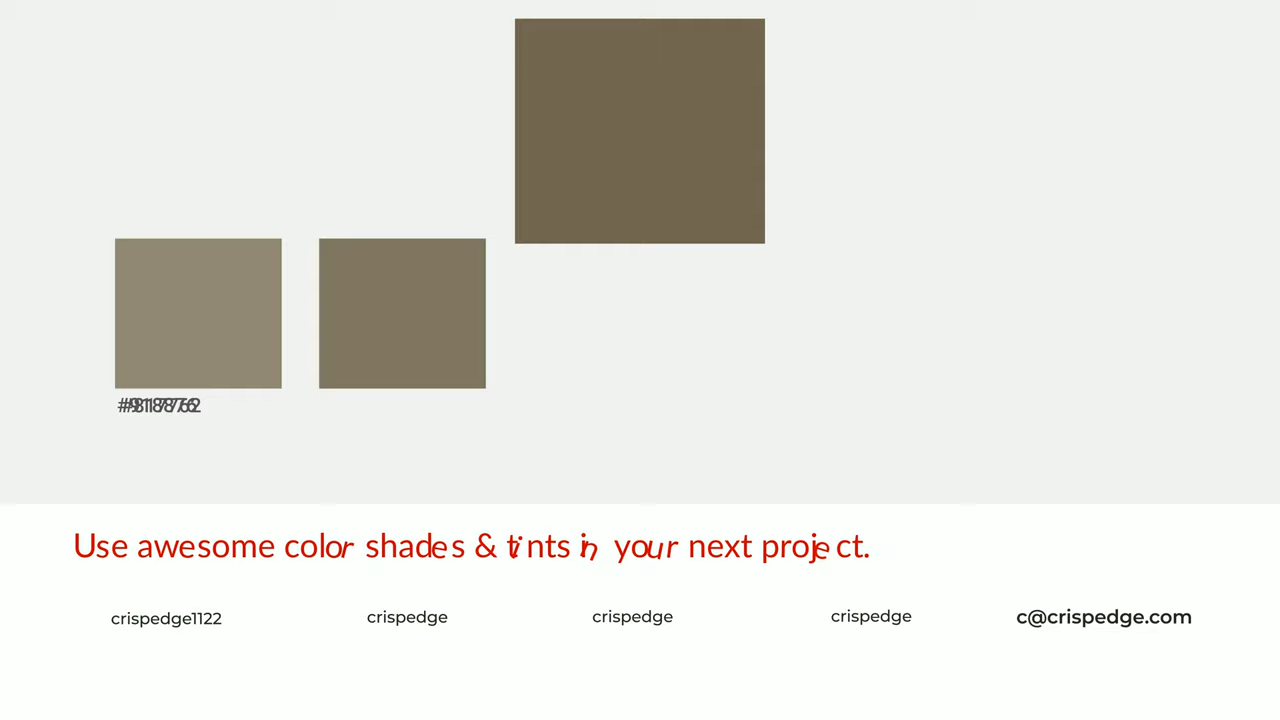 Use awesome color shades & tints in your next project.
crispedge1122 crispedge crispedge crispedge c@crispedge.com